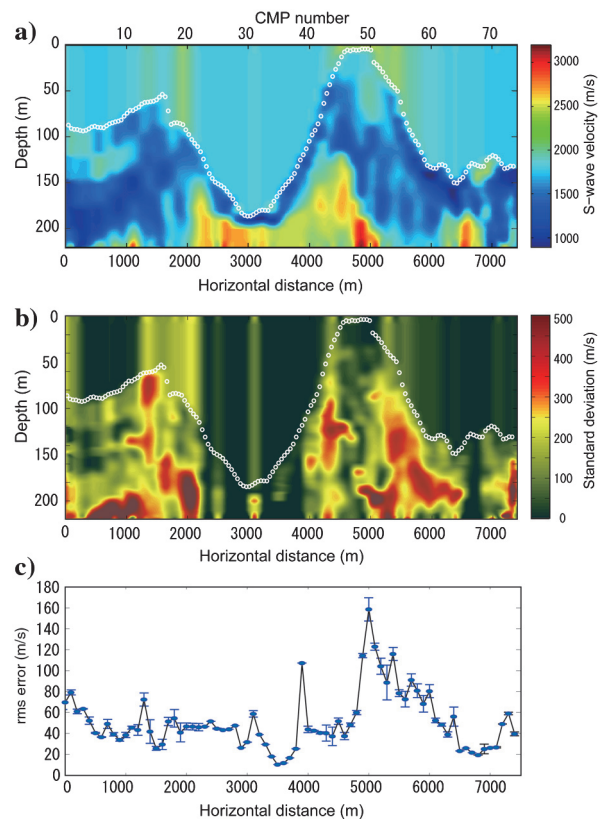 CMP number
a) 10 20 30 40 50 60 70
0
50
100
150
200
Depth (m)
0 1000 2000 3000 4000 5000 6000 7000
Horizontal distance (m)
3000
2500
2000
1500
1000
S-wave velocity (m/s)
b)
0
50
100
150
200
Depth (m)
0 1000 2000 3000 4000 5000 6000 7000
Horizontal distance (m)
500
400
300
200
100
0
Standard deviation (m/s)
c)
180
160
140
120
100
80
60
40
20
0
rms error (m/s)
0 1000 2000 3000 4000 5000 6000 7000
Horizontal distance (m)